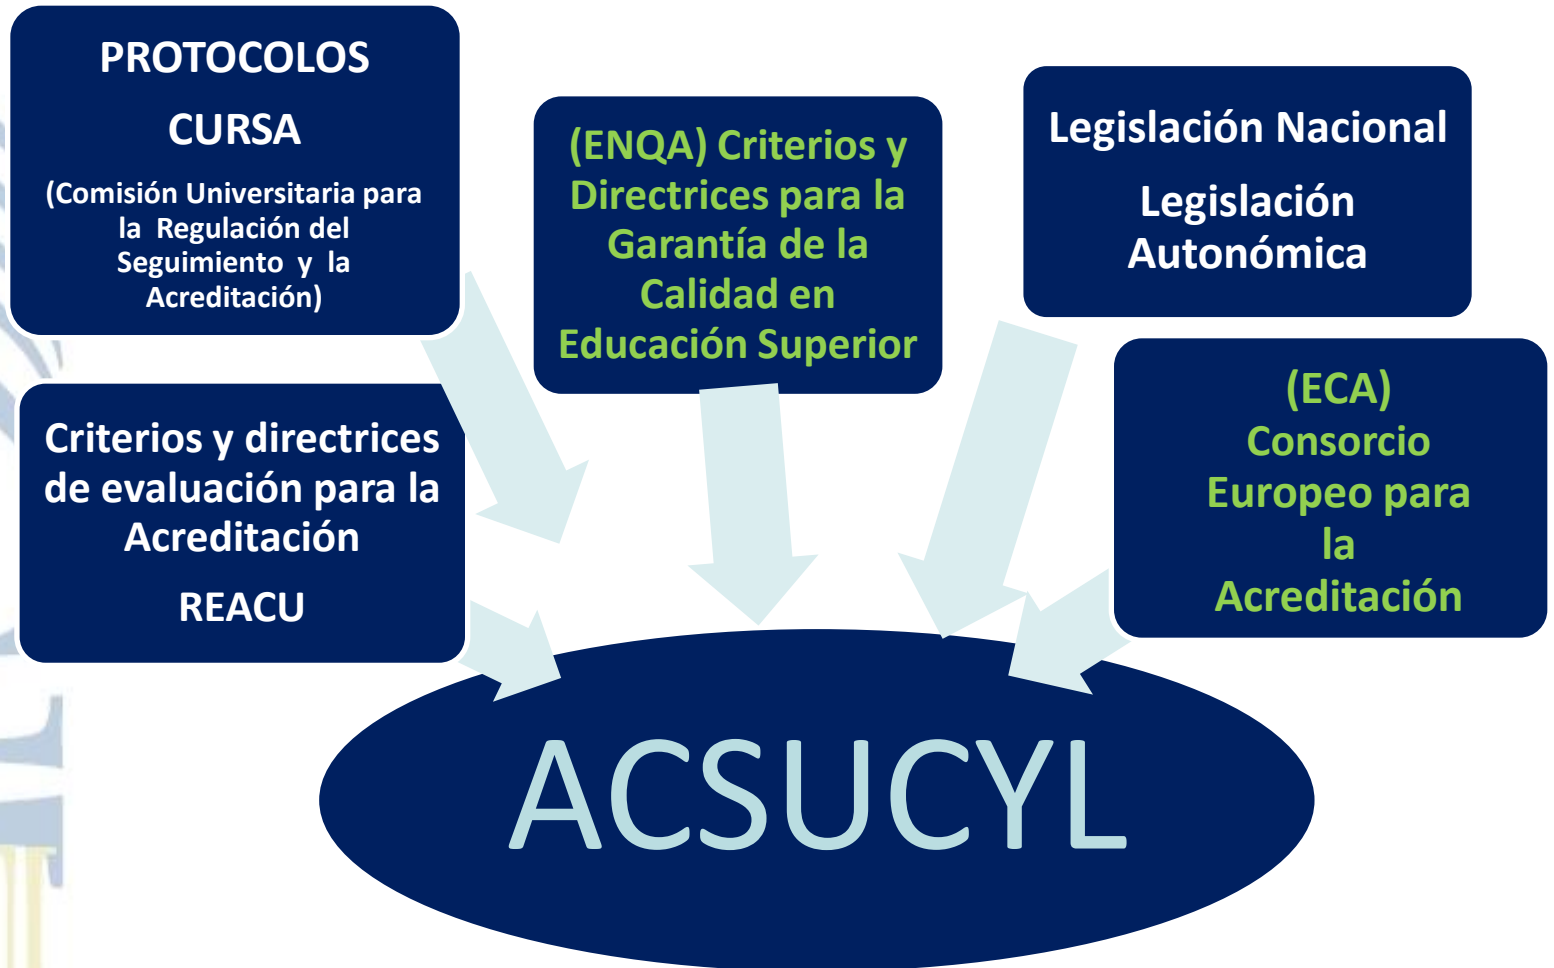 PROTOCOLOS
CURSA
(Comisión Universitaria para
la Regulación del
Seguimiento y la
Acreditación)
Criterios y directrices
de evaluación para la
Acreditación
REACU
(ENQA) Criterios y
Directrices para la
Garantía de la
Calidad en
Educación Superior
Legislación Nacional
Legislación
Autonómica
(ECA)
Consorcio
Europeo para
la
Acreditación
ACSUCYL